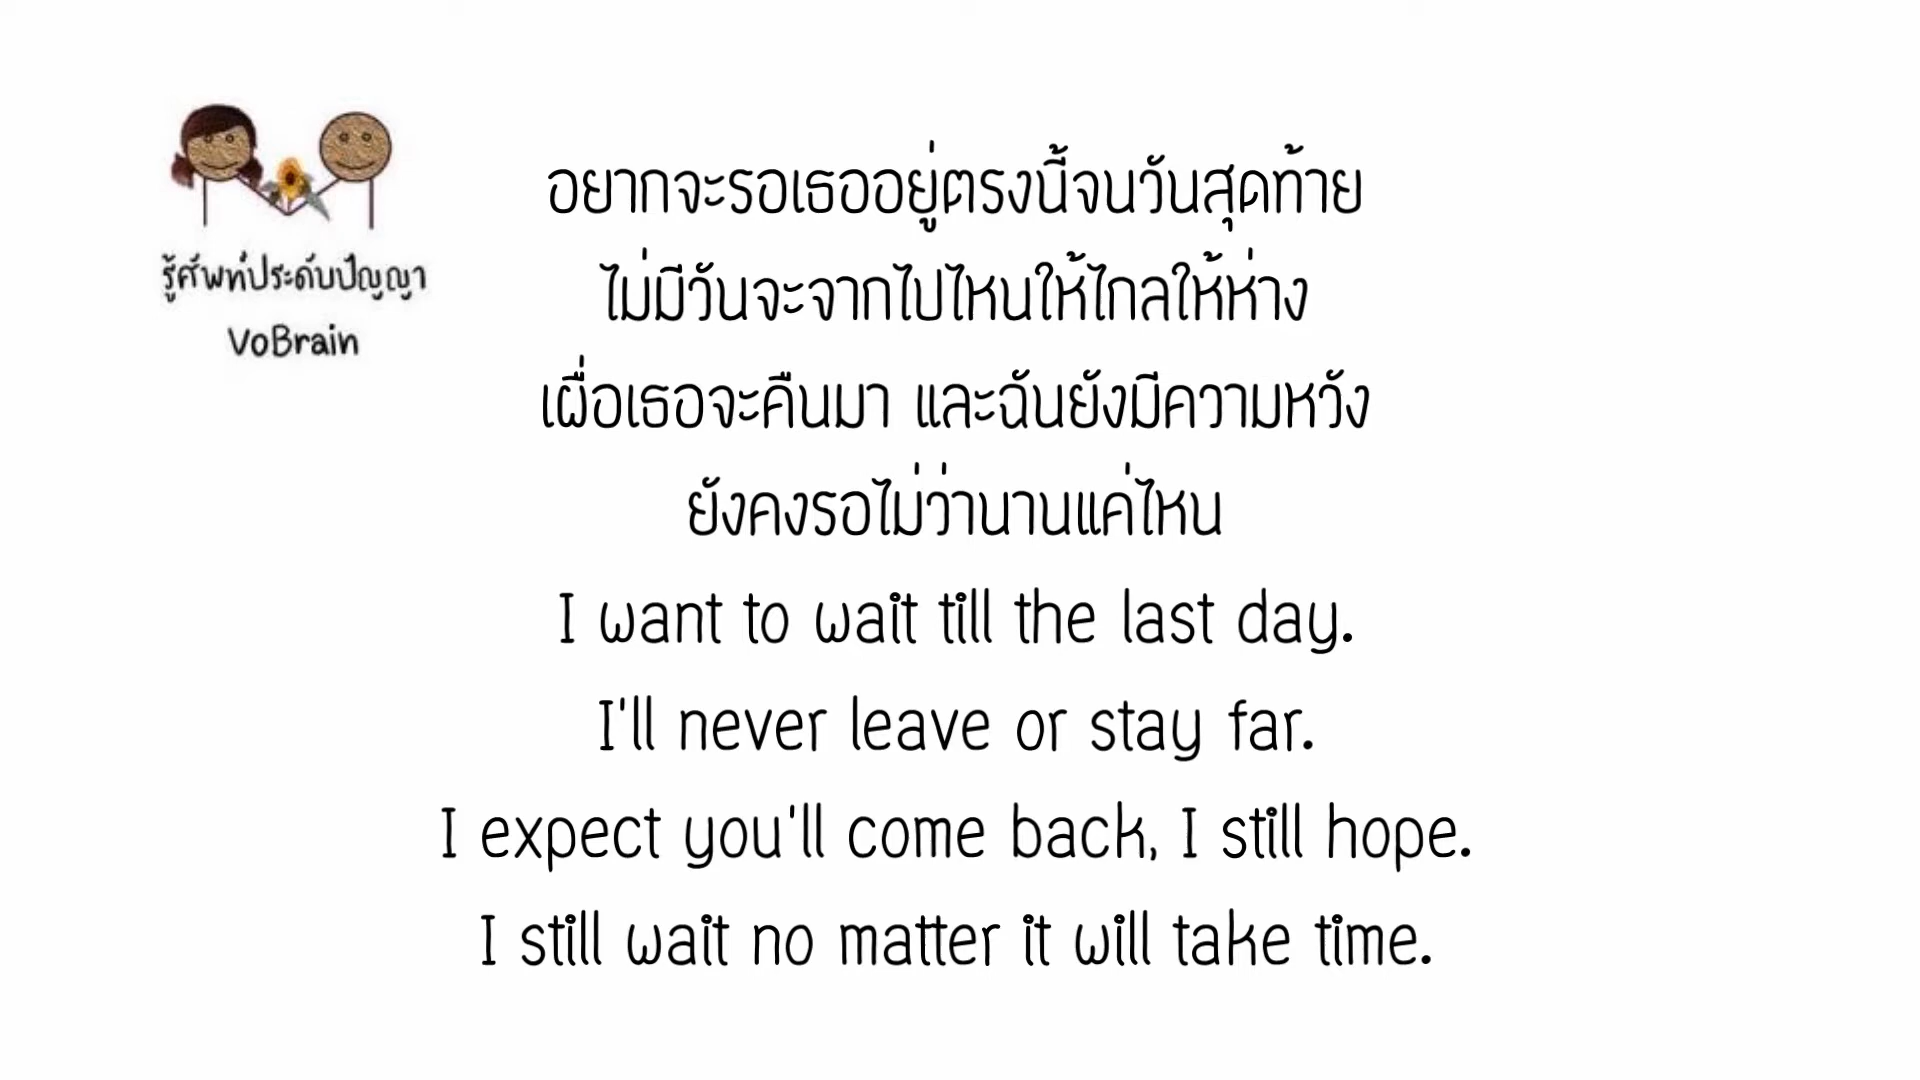 รู้ศัพท์ประดับปัญญา
VoBrain
อยากจะรอเธออยู่ตรงนี้จนวันสุดท้าย
ไม่มีวันจะจากไปไหนให้ไกลให้ห่าง
เผื่อเธอจะคืนมา และฉันยังมีความหวัง
ยังคงรอไม่ว่านานแค่ไหน
I want to wait till the last day.
I'll never leave or stay far.
I expect you'll come back, I still hope.
I still wait no matter it will take time.